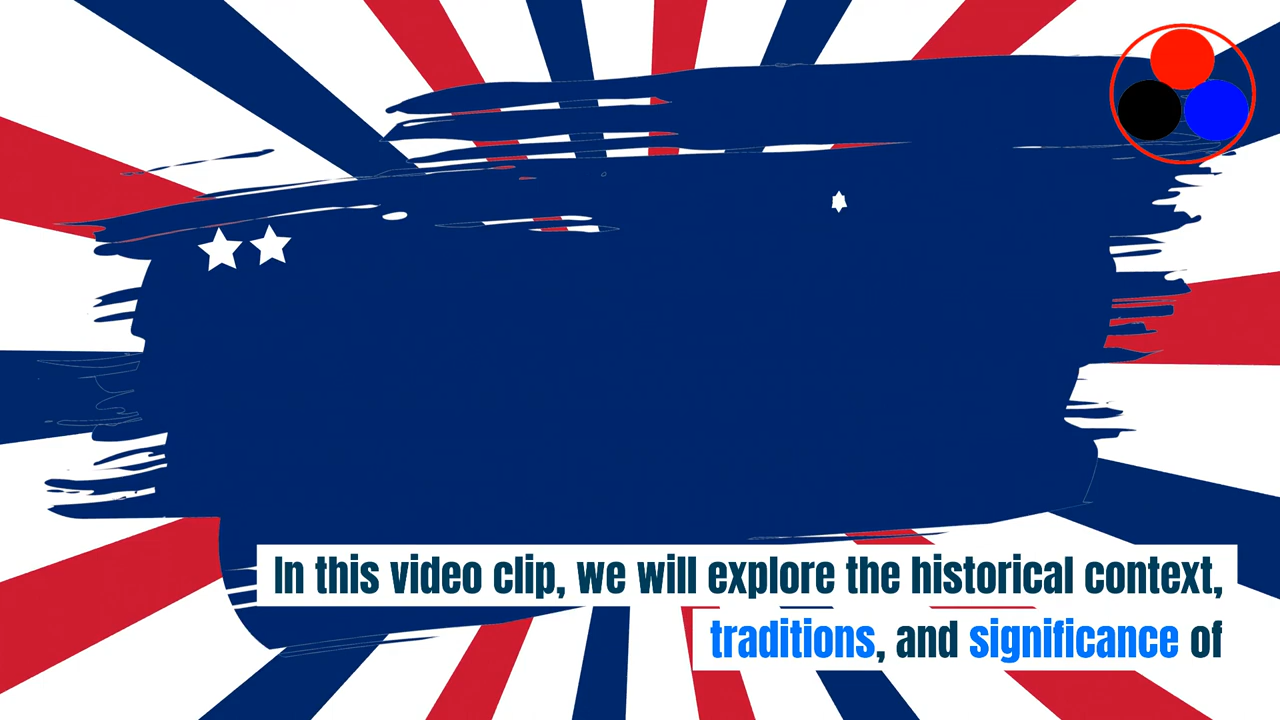 In this video clip, we will explore the historical context,
traditions, and significance of